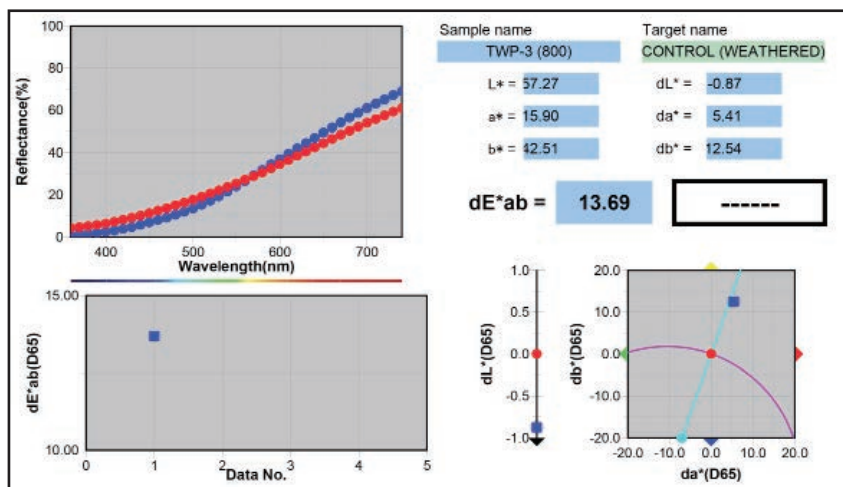 Sample name
Target name
TWP-3 (800)
CONTROL (WEATHERED)
L* = 57.27
dL* = -0.87
a* = 15.90
da* = 5.41
b* = 42.51
db* = 12.54
dE*ab = 13.69
------
Reflectance(%)
100
80
60
40
20
0
400 500 600 700
Wavelength(nm)
dE*ab(D65)
15.00
10.00
0 1 2 3 4 5
Data No.
dL*(D65)
1.0
0.5
0.0
-0.5
-1.0
db*(D65)
20.0
10.0
0.0
-10.0
-20.0
-20.0 -10.0 0.0 10.0 20.0
da*(D65)